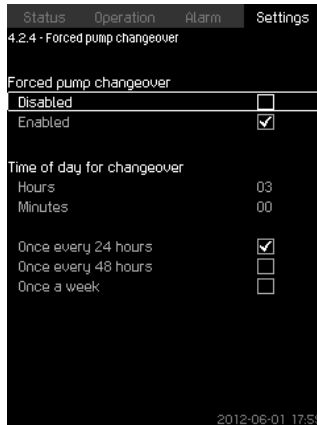 Status Operation Alarm Settings
4.2.4 - Forced pump changeover
Forced pump changeover
Disabled
Enabled
Time of day for changeover
Hours 03
Minutes 00
Once every 24 hours
Once every 48 hours
Once a week
2012-06-01 17:59